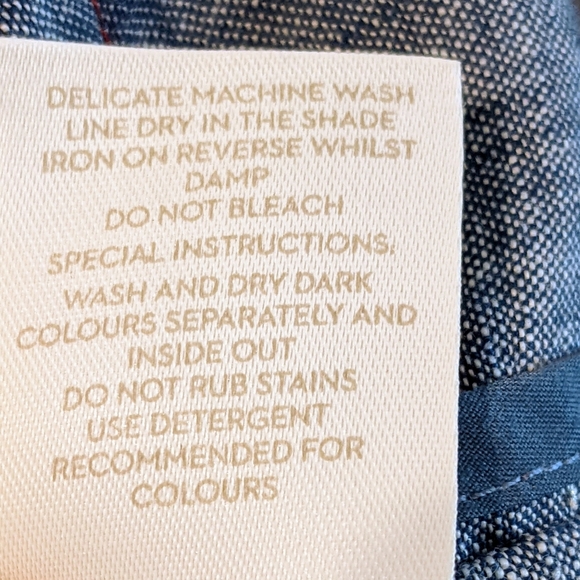 DELICATE MACHINE WASH
LINE DRY IN THE SHADE
IRON ON REVERSE WHILST
DAMP
DO NOT BLEACH
SPECIAL INSTRUCTIONS:
WASH AND DRY DARK
COLOURS SEPARATELY AND
INSIDE OUT
DO NOT RUB STAINS
USE DETERGENT
RECOMMENDED FOR
COLOURS